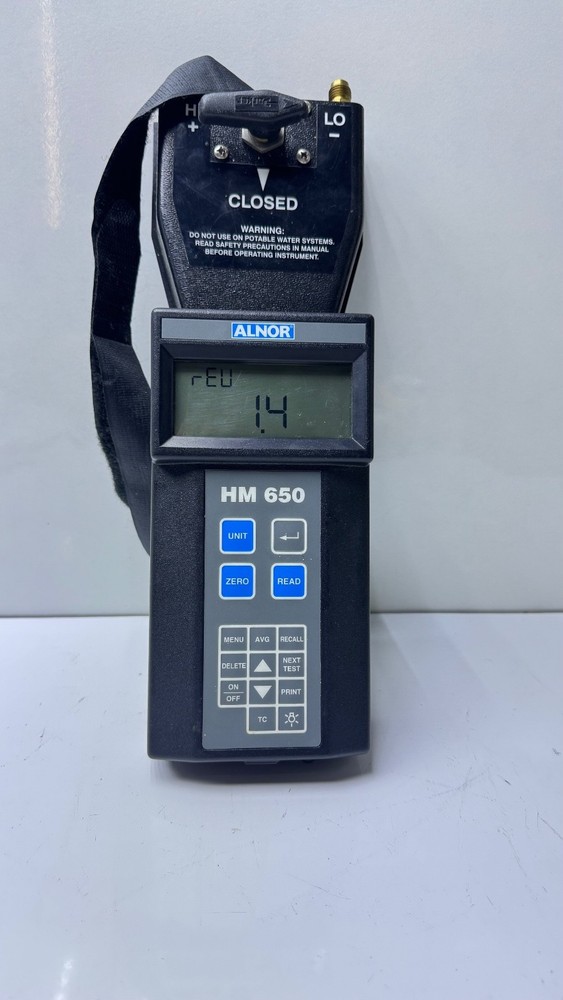 H
+
Parker
LO
–
CLOSED
WARNING:
DO NOT USE ON POTABLE WATER SYSTEMS.
READ SAFETY PRECAUTIONS IN MANUAL
BEFORE OPERATING INSTRUMENT.
ALNOR
rEU
1.4
HM 650
UNIT
ZERO READ
MENU AVG RECALL
DELETE NEXT TEST
ON OFF PRINT
TC